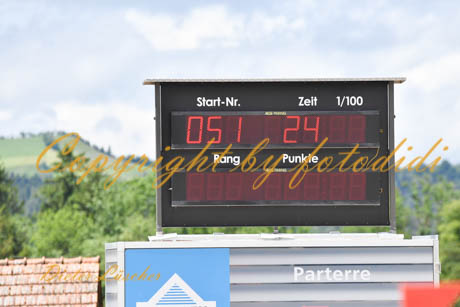 Start-Nr. Zeit 1/100
051 24
Rang Punkte
Copyright by fotodidi
Parterre